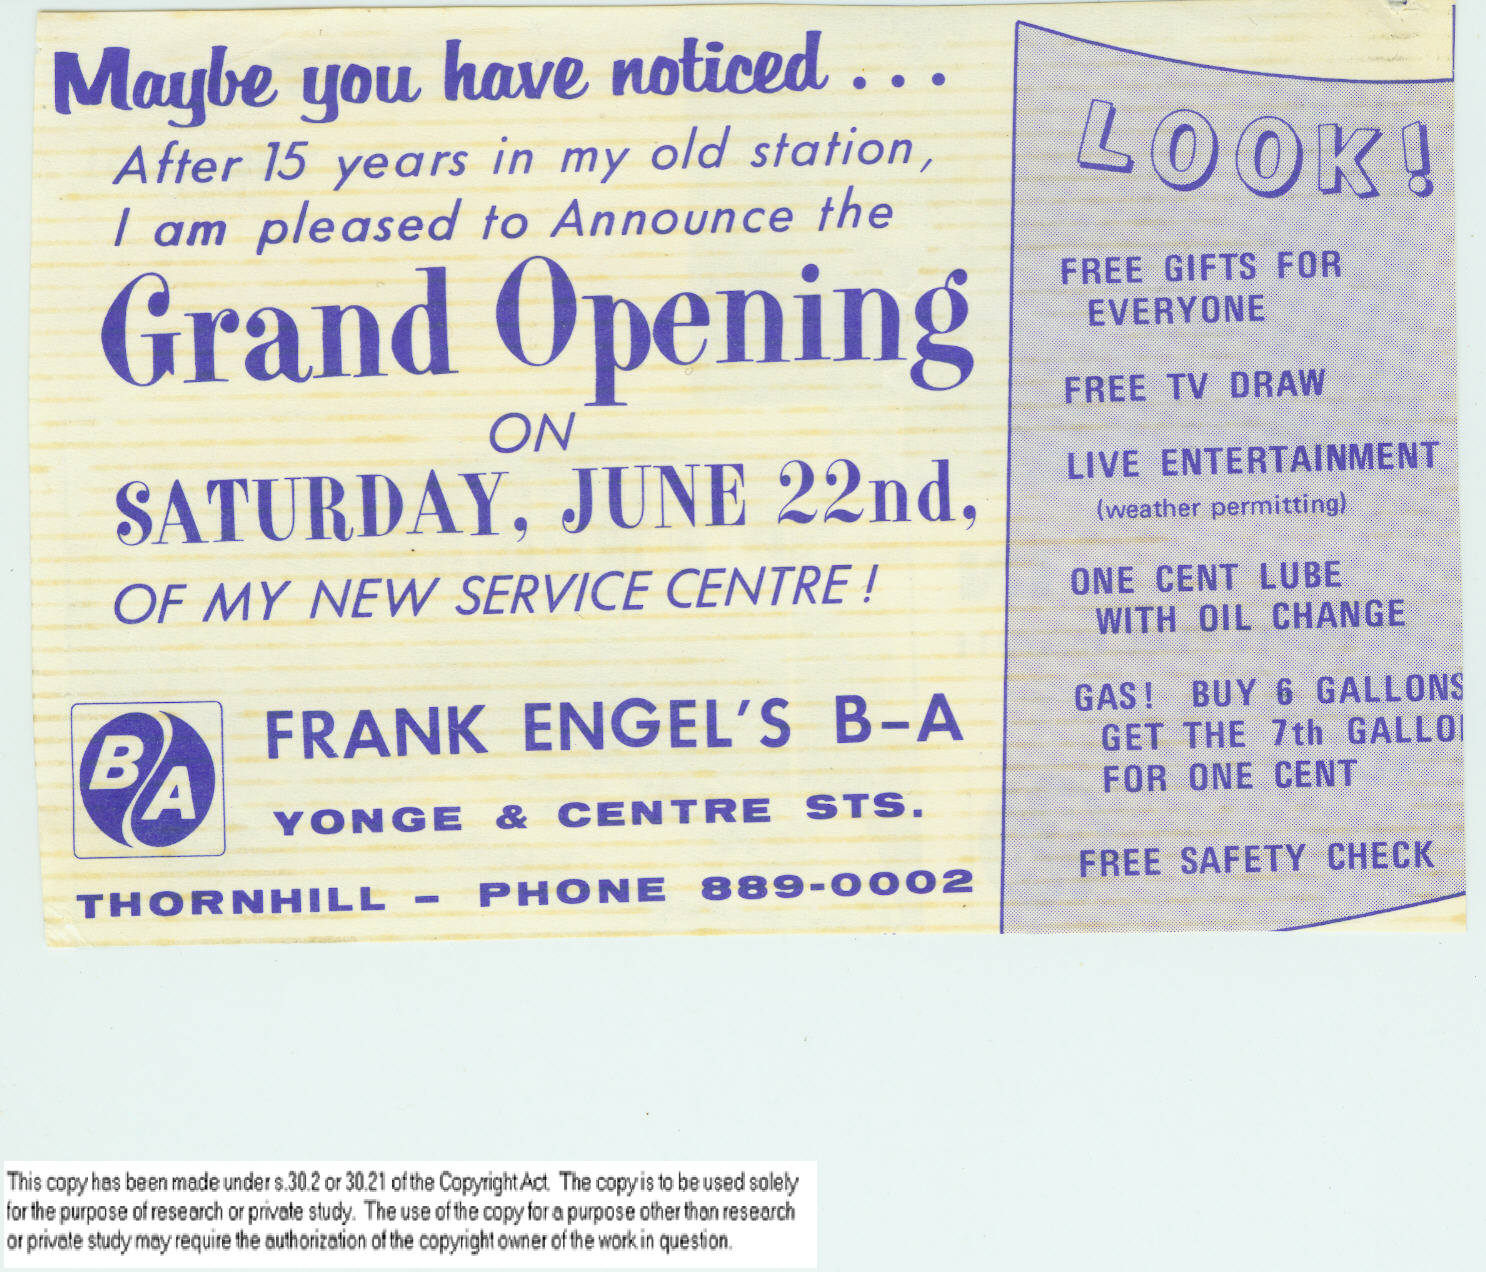 Maybe you have noticed . . .
After 15 years in my old station,
I am pleased to Announce the
Grand Opening
ON
SATURDAY, JUNE 22nd,
OF MY NEW SERVICE CENTRE !
BA
FRANK ENGEL'S B-A
YONGE & CENTRE STS.
THORNHILL - PHONE 889-0002
LOOK!
FREE GIFTS FOR
EVERYONE
FREE TV DRAW
LIVE ENTERTAINMENT
(weather permitting)
ONE CENT LUBE
WITH OIL CHANGE
GAS! BUY 6 GALLONS
GET THE 7th GALLO
FOR ONE CENT
FREE SAFETY CHECK
This copy has been made under s.30.2 or 30.21 of the Copyright Act. The copy is to be used solely
for the purpose of research or private study. The use of the copy for a purpose other than research
or private study may require the authorization of the copyright owner of the work in question.